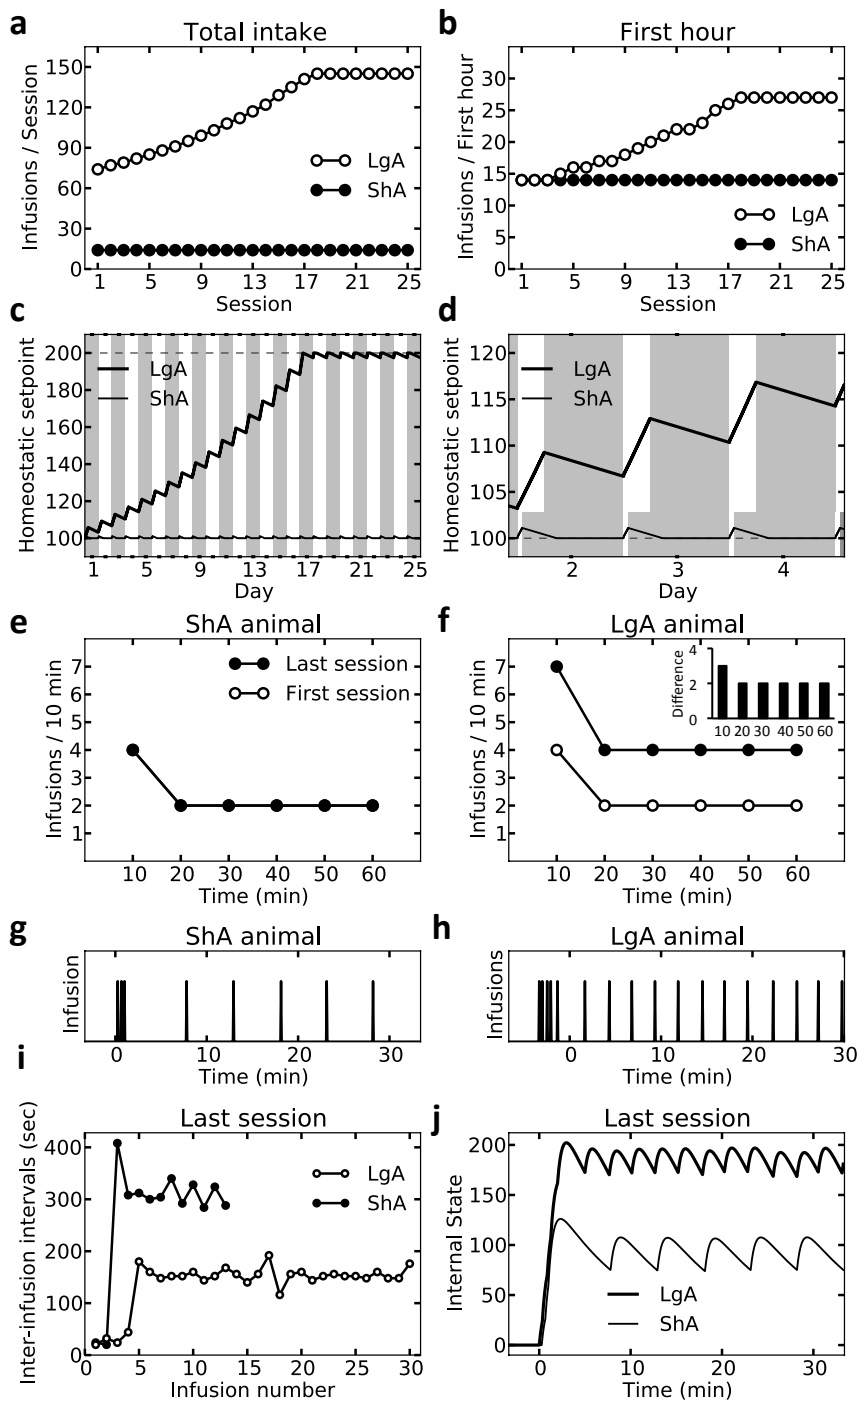 a
Total intake
Infusions / Session
150
120
90
60
30
0
LgA
ShA
1 5 9 13 17 21 25
Session
b
First hour
Infusions / First hour
30
25
20
15
10
5
0
LgA
ShA
1 5 9 13 17 21 25
Session
c
Homeostatic setpoint
200
180
160
140
120
100
LgA
ShA
1 5 9 13 17 21 25
Day
d
Homeostatic setpoint
120
115
110
105
100
LgA
ShA
2 3 4
Day
e
ShA animal
Infusions / 10 min
7
6
5
4
3
2
1
Last session
First session
10 20 30 40 50 60
Time (min)
f
LgA animal
Infusions / 10 min
7
6
5
4
3
2
1
Difference
4
2
0
10 20 30 40 50 60
10 20 30 40 50 60
Time (min)
g
ShA animal
Infusion
0 10 20 30
Time (min)
h
LgA animal
Infusions
0 10 20 30
Time (min)
i
Last session
Inter-infusion intervals (sec)
400
300
200
100
0
LgA
ShA
0 5 10 15 20 25 30
Infusion number
j
Last session
Internal State
200
150
100
50
0
LgA
ShA
0 10 20 30
Time (min)